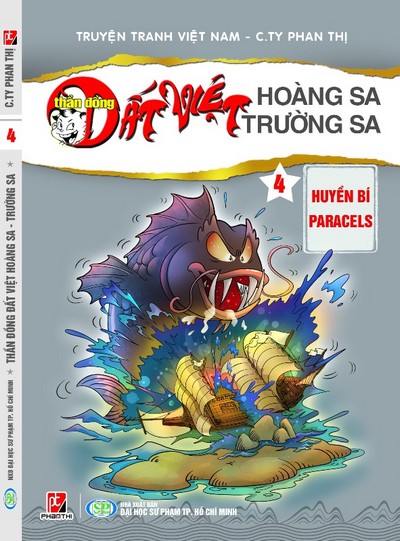 TRUYỆN TRANH VIỆT NAM - C.TY PHAN THỊ
thần đồng
ĐẤT VIỆT
HOÀNG SA
TRƯỜNG SA
4
HUYỀN BÍ
PARACELS
PHANTHI
NHÀ XUẤT BẢN
ĐẠI HỌC SƯ PHẠM TP. HỒ CHÍ MINH
C.TY PHAN THỊ
4
★ THẦN ĐỒNG ĐẤT VIỆT HOÀNG SA - TRƯỜNG SA ★
NXB ĐẠI HỌC SƯ PHẠM TP. HỒ CHÍ MINH